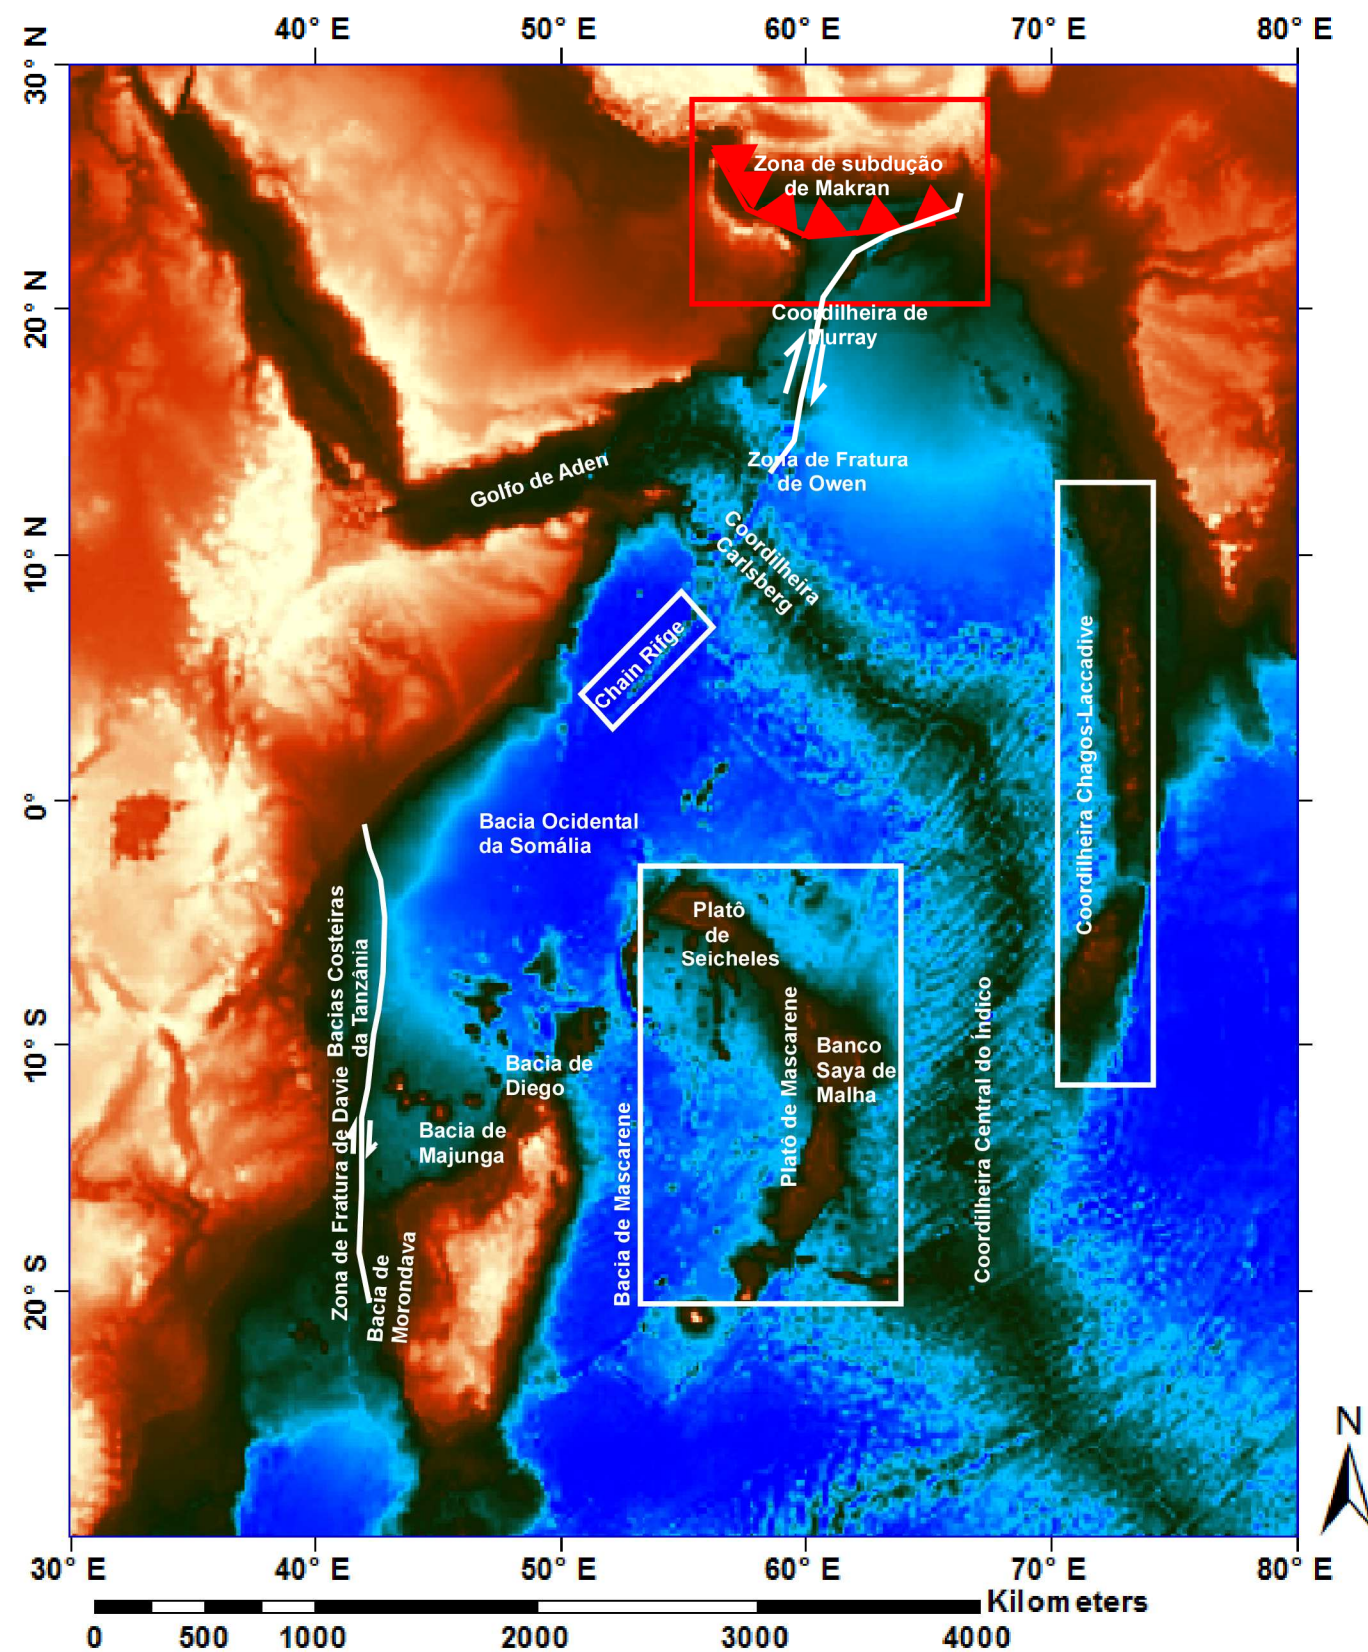 40° E 50° E 60° E 70° E 80° E
30° N
Zona de subdução
de Makran
20° N
Coordilheira de
Murray
Zona de Fratura
de Owen
Golfo de Aden
10° N
Coordilheira
Carlsberg
Chain Rifge
Coordilheira Chagos-Laccadive
0°
Bacia Ocidental
da Somália
Platô
de
Seicheles
Bacias Costeiras
da Tanzânia
10° S
Bacia de
Diego
Banco
Saya de
Malha
Platô de Mascarene
Coordilheira Central do Índico
Bacia de
Majunga
Bacia de Mascarene
Zona de Fratura de Davie
Bacia de
Morondava
20° S
N
30° E 40° E 50° E 60° E 70° E 80° E
Kilometers
0 500 1000 2000 3000 4000